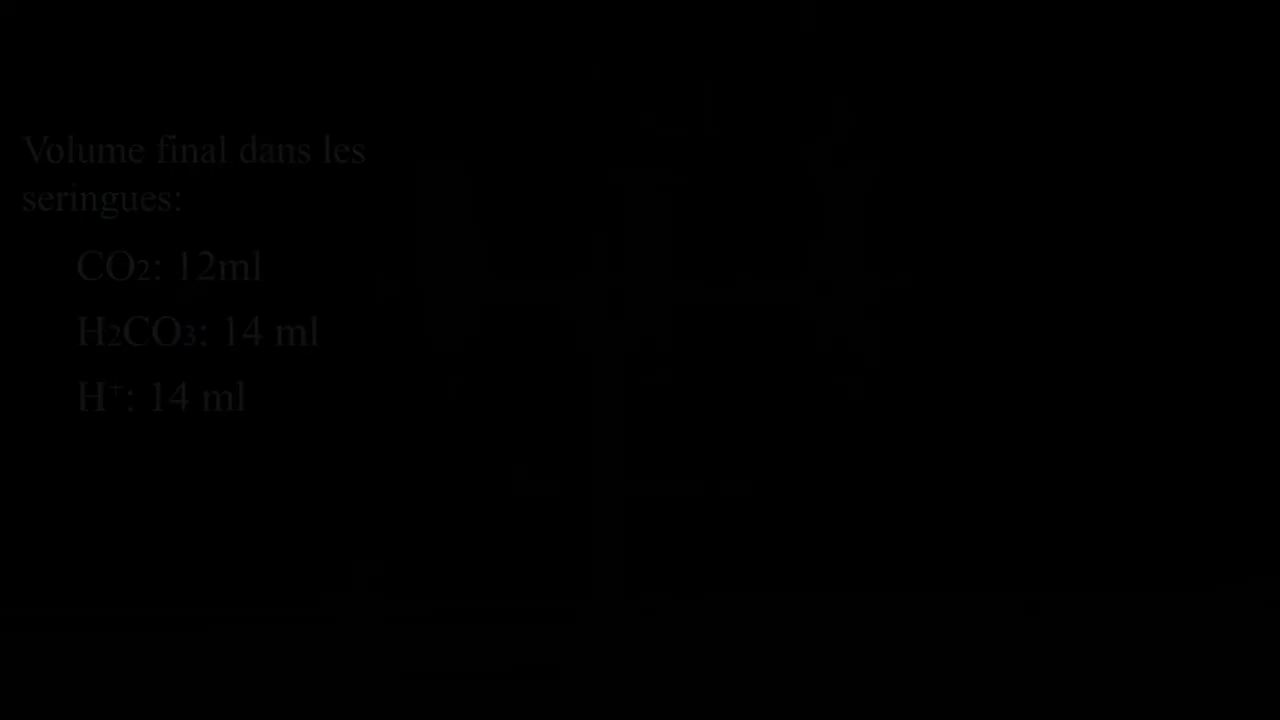 Volume final dans les
seringues:
CO₂: 12ml
H₂CO₃: 14 ml
H⁺: 14 ml